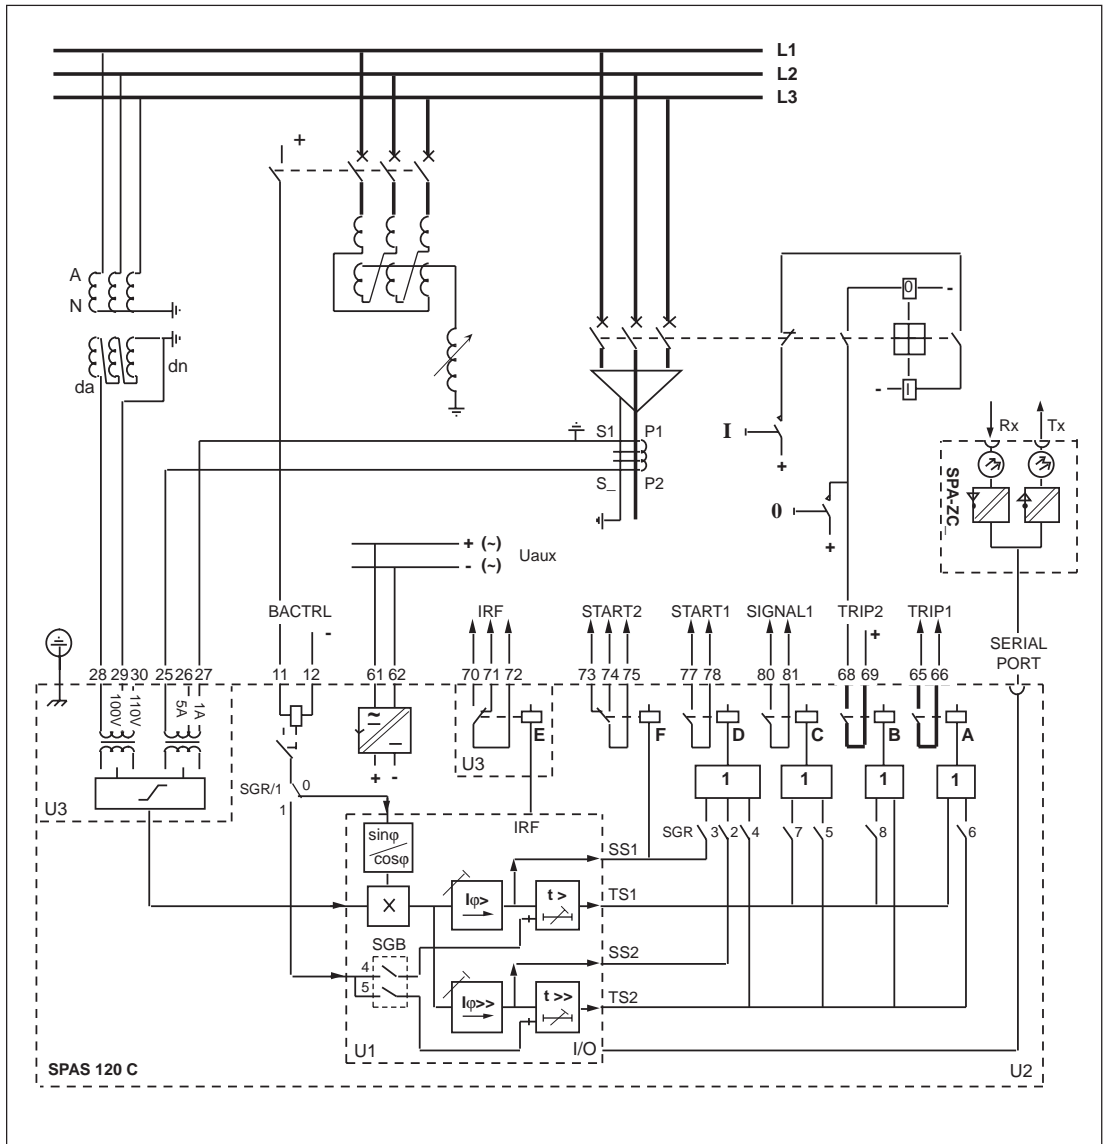 L1
L2
L3
+
A
N
da
dn
0
-
-
I
I
+
0
+
S1
P1
S_
P2
Rx
Tx
SPA-ZC_
+ (~)
- (~)
Uaux
BACTRL
-
IRF
START2
START1
SIGNAL1
TRIP2
+
TRIP1
SERIAL
PORT
28 29 30 25 26 27 11 12 61 62 70 71 72 73 74 75 77 78 80 81 68 69 65 66
100V
110V
5A
1A
~
-
+ -
E
F
D
C
B
A
U3
U3
1
1
1
1
SGR/1
0
1
IRF
SGR
3 2 4 7 5 8 6
sinφ
cosφ
X
SS1
Iφ>
t >
+
TS1
SGB
4
5
SS2
Iφ>>
t >>
+
TS2
U1
I/O
SPAS 120 C
U2